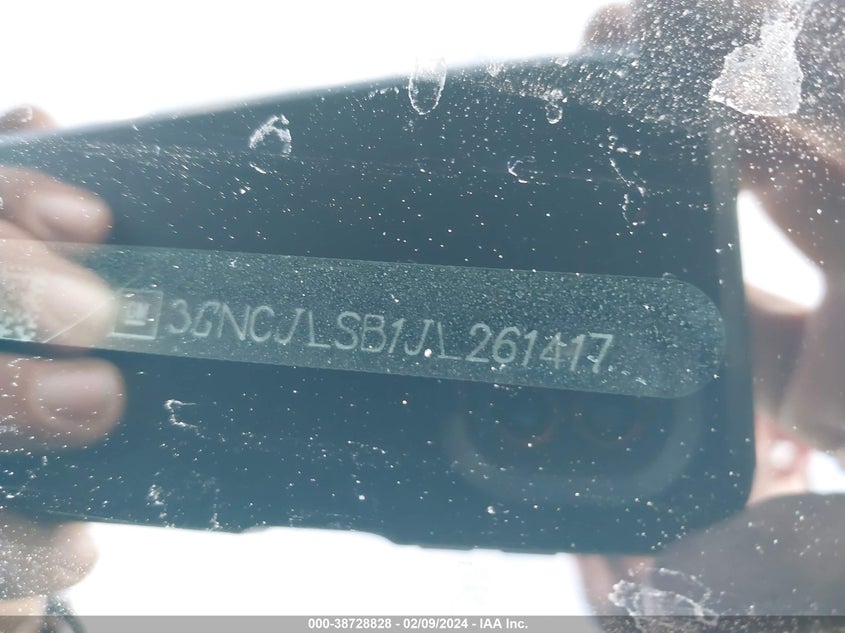 3GNCJLSB1JL261417
000-38728828 - 02/09/2024 - IAA Inc.